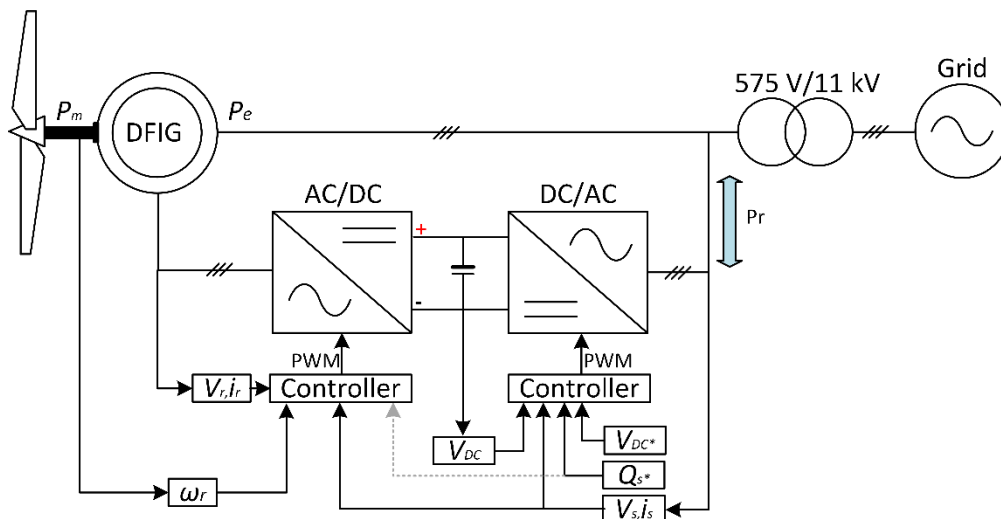 575 V/11 kV
Grid
Pm
DFIG
Pe
AC/DC
DC/AC
Pr
+
-
PWM
PWM
Vr,ir
Controller
Controller
VDC
VDC*
Qs*
ωr
Vs,is